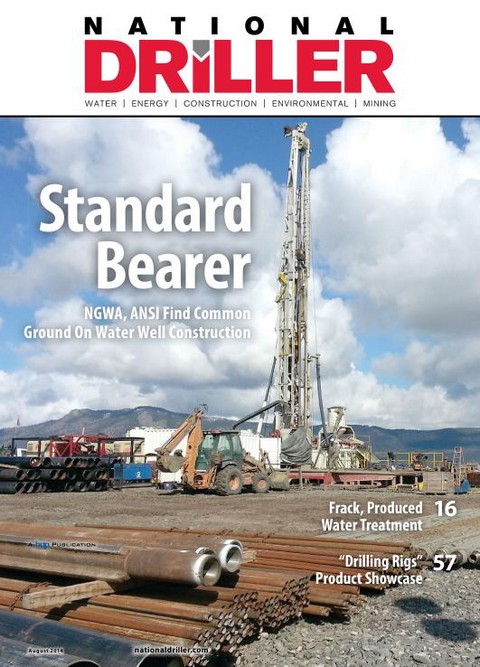 NATIONAL
DRiLLER
WATER | ENERGY | CONSTRUCTION | ENVIRONMENTAL | MINING
Standard
Bearer
NGWA, ANSI Find Common
Ground On Water Well Construction
Frack, Produced 16
Water Treatment
"Drilling Rigs" 57
Product Showcase
A bnp PUBLICATION
August 2014
nationaldriller.com